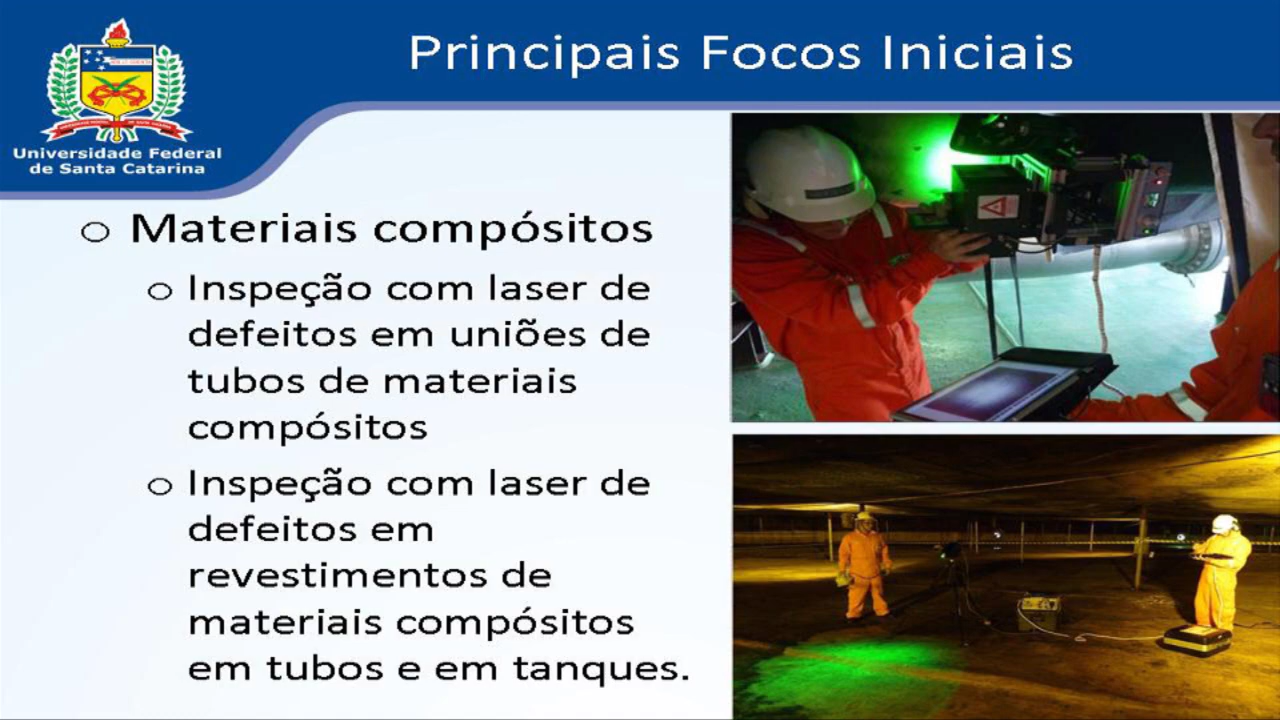 Principais Focos Iniciais
Universidade Federal
de Santa Catarina
o Materiais compósitos
o Inspeção com laser de
defeitos em uniões de
tubos de materiais
compósitos
o Inspeção com laser de
defeitos em
revestimentos de
materiais compósitos
em tubos e em tanques.